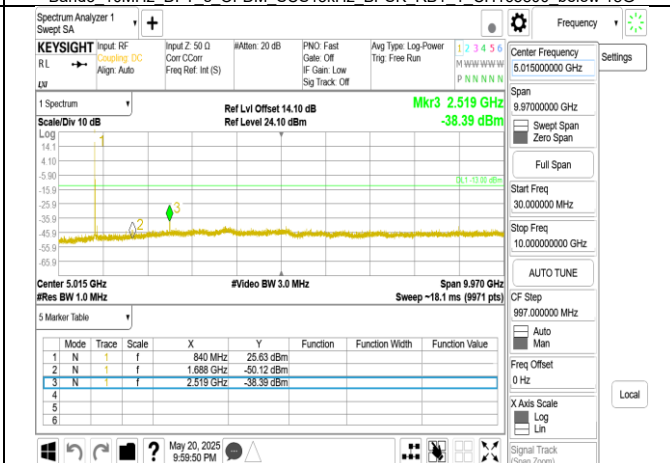 Spectrum Analyzer 1
Swept SA
Frequency
Settings
KEYSIGHT
RL
Input: RF
Coupling: DC
Align: Auto
Input Z: 50 Ω
Corr CCorr
Freq Ref: Int (S)
#Atten: 20 dB
PNO: Fast
Gate: Off
IF Gain: Low
Sig Track: Off
Avg Type: Log-Power
Trig: Free Run
1 2 3 4 5 6
M W W W W W
P N N N N N
1 Spectrum
Scale/Div 10 dB
Ref Lvl Offset 14.10 dB
Ref Level 24.10 dBm
Mkr3 2.519 GHz
-38.39 dBm
Log
14.1
4.10
-5.90
-15.9
-25.9
-35.9
-45.9
-55.9
-65.9
1
2
3
DL1 -13.00 dBm
Center 5.015 GHz
#Video BW 3.0 MHz
Span 9.970 GHz
#Res BW 1.0 MHz
Sweep ~18.1 ms (9971 pts)
5 Marker Table
Mode Trace Scale X Y Function Function Width Function Value
1 N 1 f 840 MHz 25.63 dBm
2 N 1 f 1.688 GHz -50.12 dBm
3 N 1 f 2.519 GHz -38.39 dBm
4
5
6
May 20, 2025
9:59:50 PM
Center Frequency
5.015000000 GHz
Span
9.97000000 GHz
Swept Span
Zero Span
Full Span
Start Freq
30.000000 MHz
Stop Freq
10.000000000 GHz
AUTO TUNE
CF Step
997.000000 MHz
Auto
Man
Freq Offset
0 Hz
X Axis Scale
Log
Lin
Signal Track
(Span Zoom)
Local